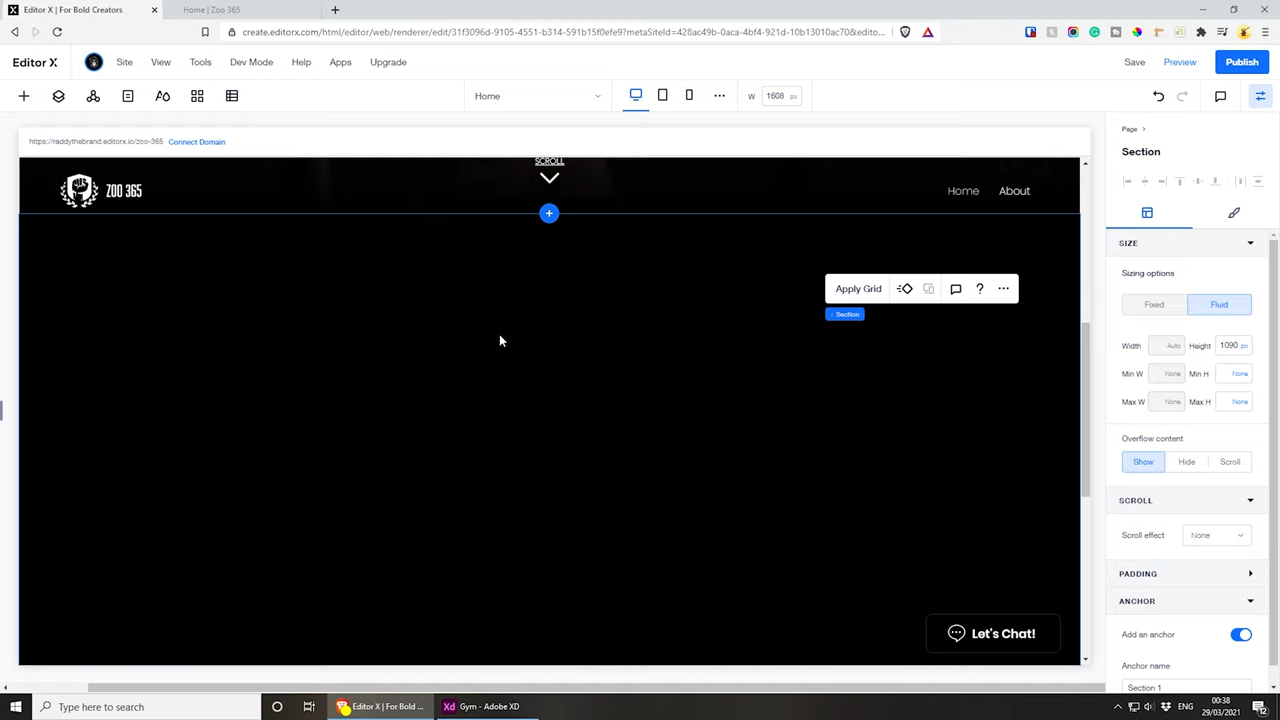 Editor X | For Bold Creators
Home | Zoo 365
create.editorx.com/html/editor/web/renderer/edit/31f3096d-9105-4551-b314-591b15f0efe9?metaSiteId=428ac49b-0aca-4bf4-921d-10b13010ac70&edito...
Editor X
Site
View
Tools
Dev Mode
Help
Apps
Upgrade
Save
Preview
Publish
Home
W
1608 px
https://raddythebrand.editorx.io/zoo-365
Connect Domain
SCROLL
ZOO 365
Home
About
Apply Grid
Section
Let's Chat!
Page
Section
SIZE
Sizing options
Fixed
Fluid
Width
Auto
Height
1090 px
Min W
None
Min H
None
Max W
None
Max H
None
Overflow content
Show
Hide
Scroll
SCROLL
Scroll effect
None
PADDING
ANCHOR
Add an anchor
Anchor name
Section 1
Type here to search
Editor X | For Bold ...
Xd
Gym - Adobe XD
ENG
00:38
29/03/2021
12